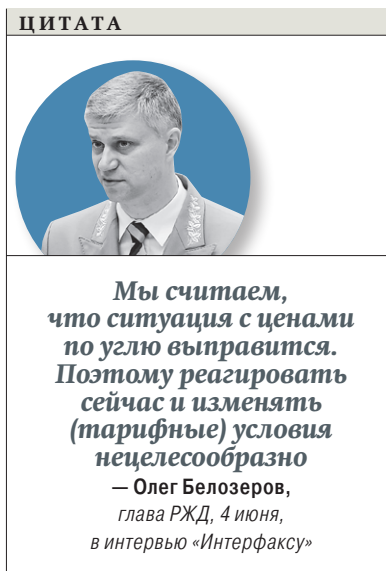 ЦИТАТА
Мы считаем,
что ситуация с ценами
по углю выправится.
Поэтому реагировать
сейчас и изменять
(тарифные) условия
нецелесообразно
— Олег Белозеров,
глава РЖД, 4 июня,
в интервью «Интерфаксу»